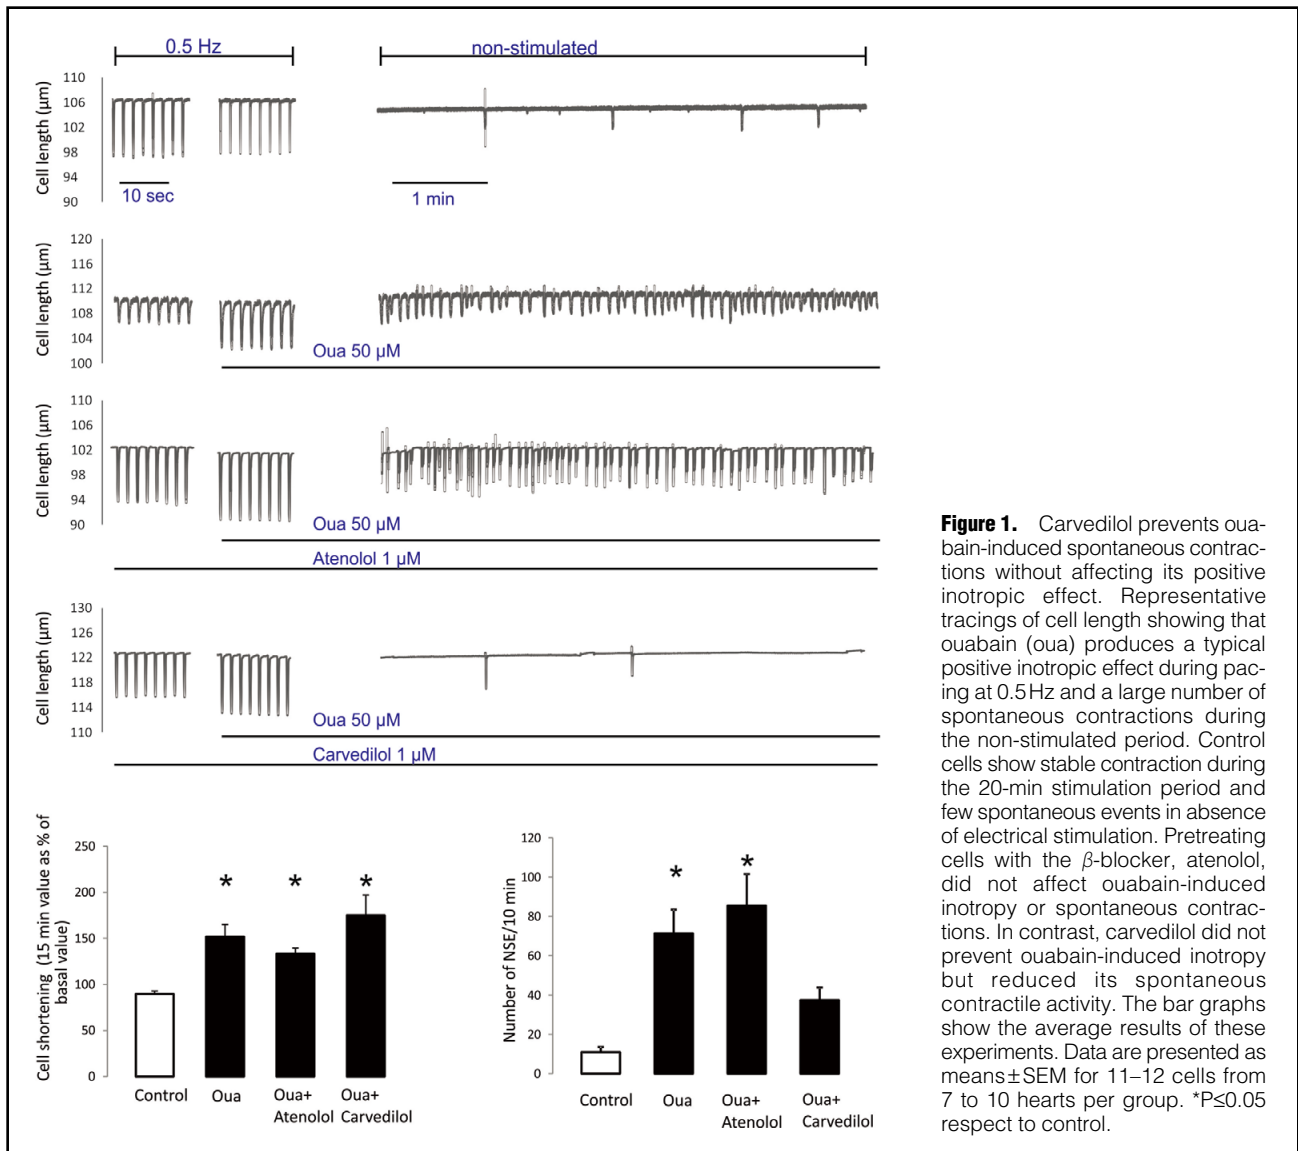 0.5 Hz
non-stimulated
Cell length (µm)
110
106
102
98
94
90
10 sec
1 min
Cell length (µm)
120
116
112
108
104
100
Oua 50 µM
Cell length (µm)
110
106
102
98
94
90
Oua 50 µM
Atenolol 1 µM
Cell length (µm)
130
126
122
118
114
110
Oua 50 µM
Carvedilol 1 µM
Cell shortening (15 min value as % of
basal value)
250
200
150
100
50
0
*
*
*
Control
Oua
Oua+
Atenolol
Oua+
Carvedilol
Number of NSE/10 min
120
100
80
60
40
20
0
*
*
Control
Oua
Oua+
Atenolol
Oua+
Carvedilol
Figure 1. Carvedilol prevents oua-
bain-induced spontaneous contrac-
tions without affecting its positive
inotropic effect. Representative
tracings of cell length showing that
ouabain (oua) produces a typical
positive inotropic effect during pac-
ing at 0.5 Hz and a large number of
spontaneous contractions during
the non-stimulated period. Control
cells show stable contraction during
the 20-min stimulation period and
few spontaneous events in absence
of electrical stimulation. Pretreating
cells with the β-blocker, atenolol,
did not affect ouabain-induced
inotropy or spontaneous contrac-
tions. In contrast, carvedilol did not
prevent ouabain-induced inotropy
but reduced its spontaneous
contractile activity. The bar graphs
show the average results of these
experiments. Data are presented as
means±SEM for 11–12 cells from
7 to 10 hearts per group. *P≤0.05
respect to control.